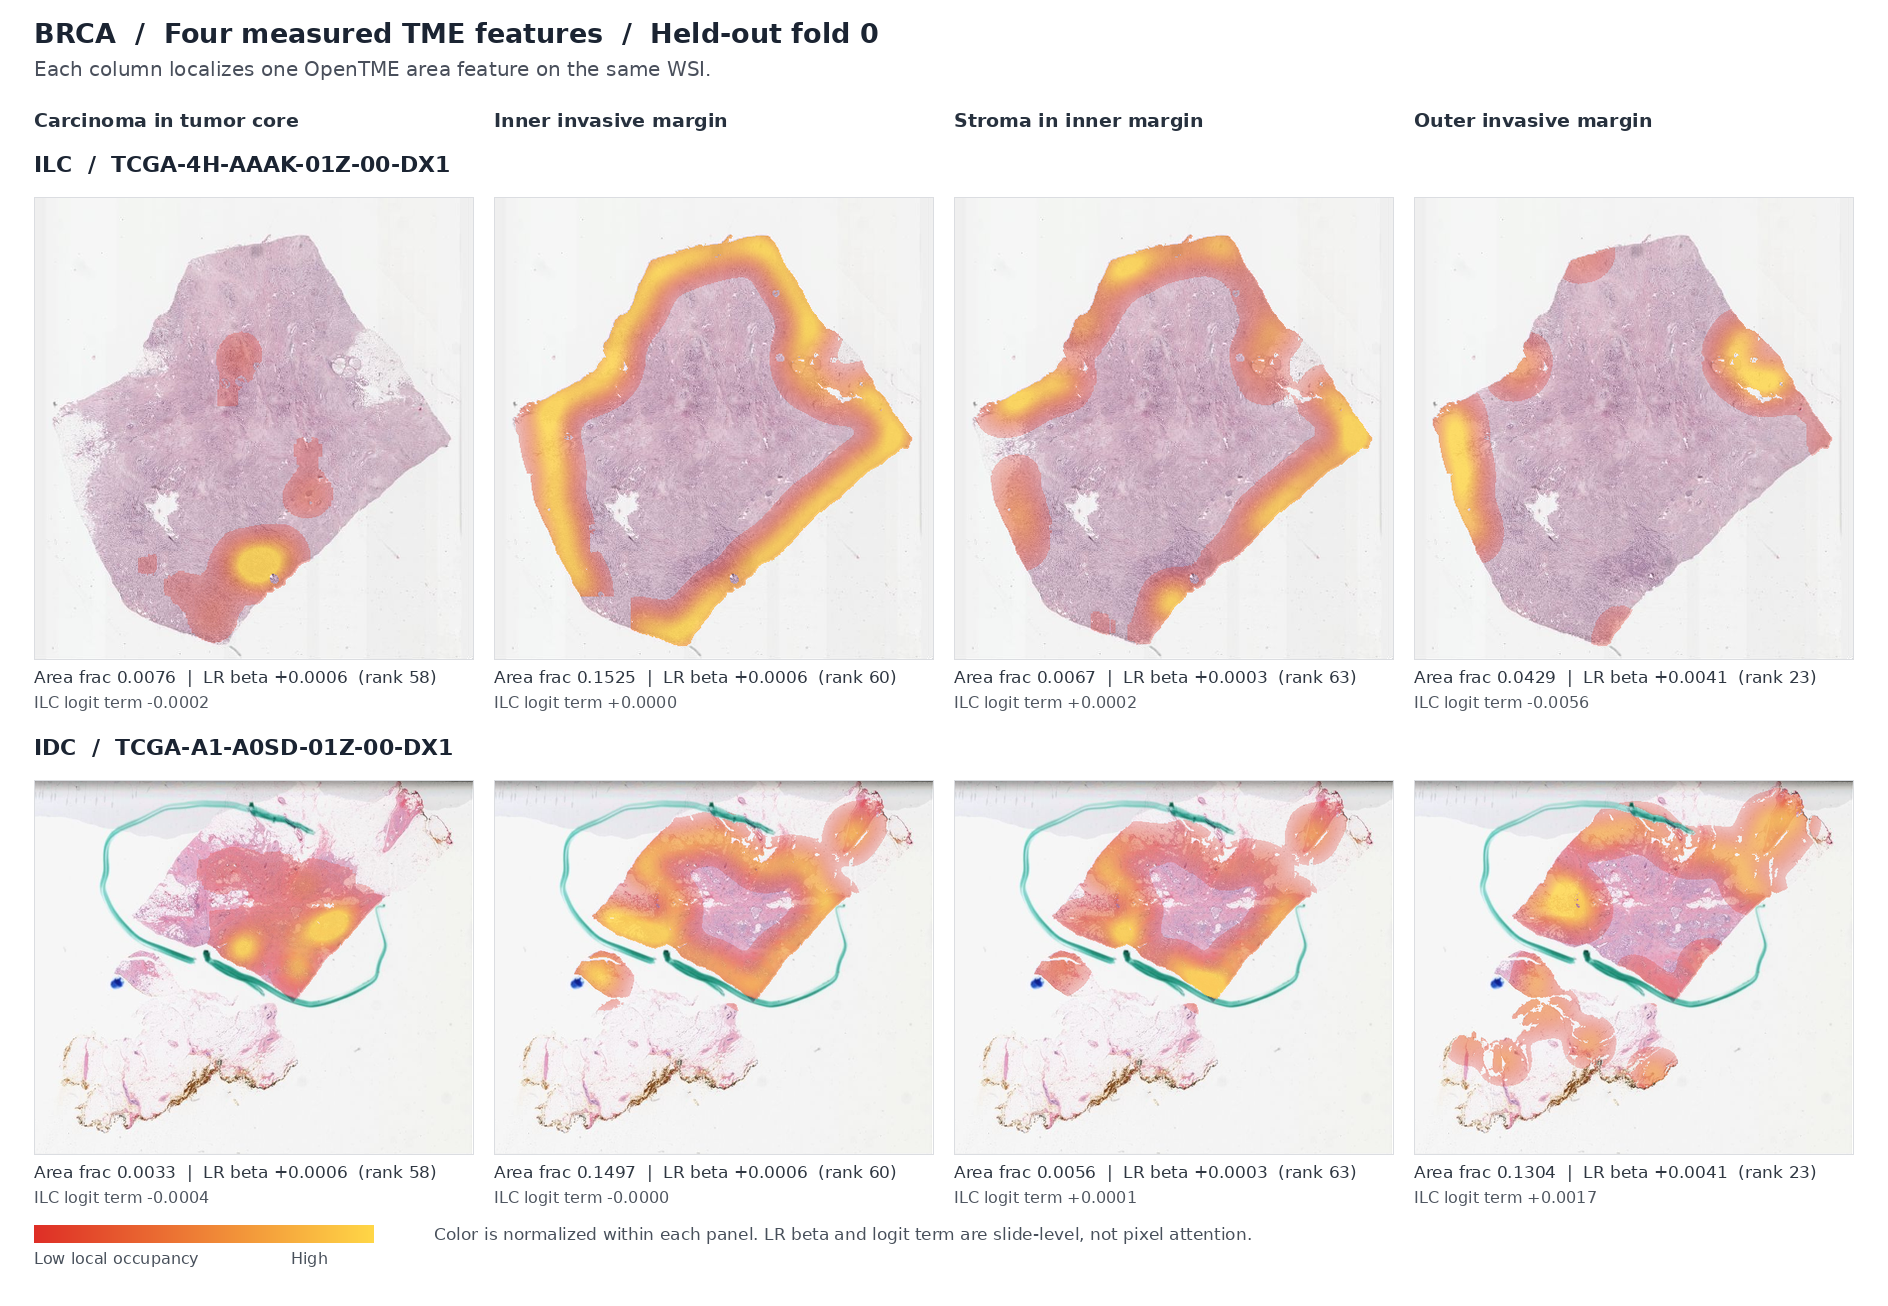 BRCA / Four measured TME features / Held-out fold 0
Each column localizes one OpenTME area feature on the same WSI.
Carcinoma in tumor core
Inner invasive margin
Stroma in inner margin
Outer invasive margin
ILC / TCGA-4H-AAAK-01Z-00-DX1
Area frac 0.0076 | LR beta +0.0006 (rank 58)
ILC logit term -0.0002
Area frac 0.1525 | LR beta +0.0006 (rank 60)
ILC logit term +0.0000
Area frac 0.0067 | LR beta +0.0003 (rank 63)
ILC logit term +0.0002
Area frac 0.0429 | LR beta +0.0041 (rank 23)
ILC logit term -0.0056
IDC / TCGA-A1-A0SD-01Z-00-DX1
Area frac 0.0033 | LR beta +0.0006 (rank 58)
ILC logit term -0.0004
Area frac 0.1497 | LR beta +0.0006 (rank 60)
ILC logit term -0.0000
Area frac 0.0056 | LR beta +0.0003 (rank 63)
ILC logit term +0.0001
Area frac 0.1304 | LR beta +0.0041 (rank 23)
ILC logit term +0.0017
Color is normalized within each panel. LR beta and logit term are slide-level, not pixel attention.
Low local occupancy High